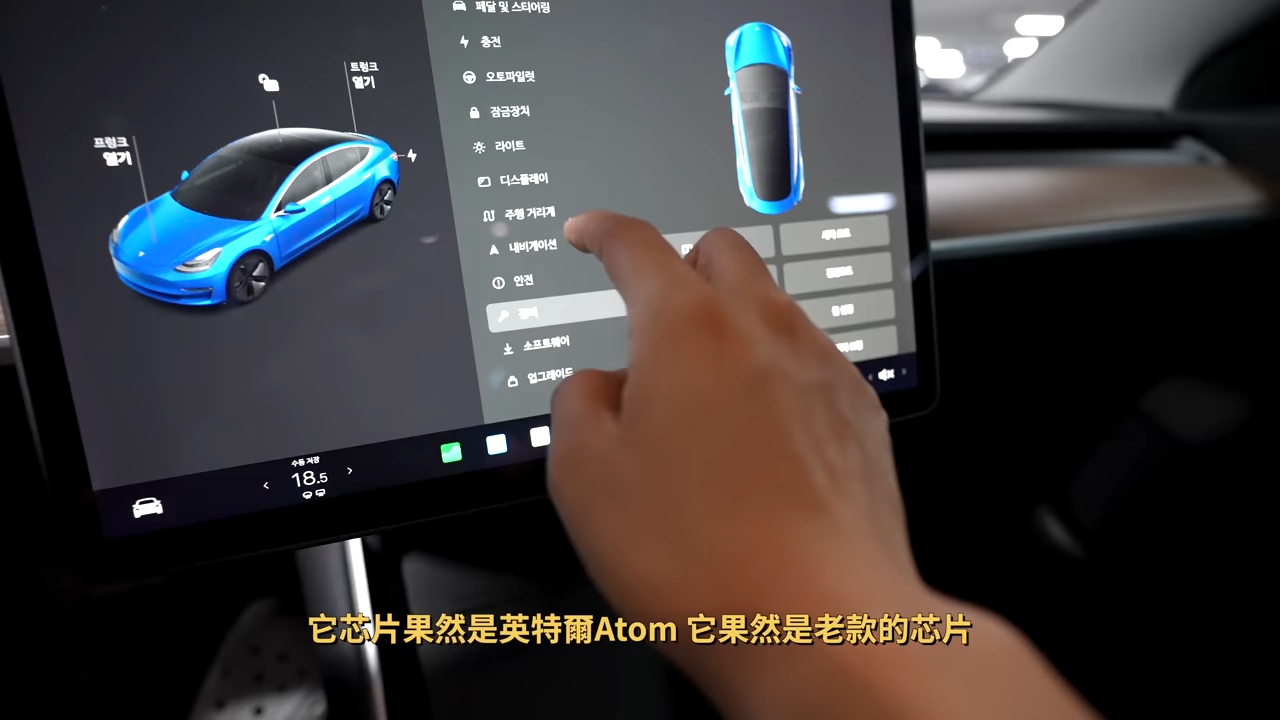 페달 및 스티어링
충전
오토파일럿
잠금장치
라이트
디스플레이
주행 거리계
내비게이션
안전
소프트웨어
업그레이드
트렁크
열기
프렁크
열기
수동 저장
18.5
它芯片果然是英特爾Atom 它果然是老款的芯片